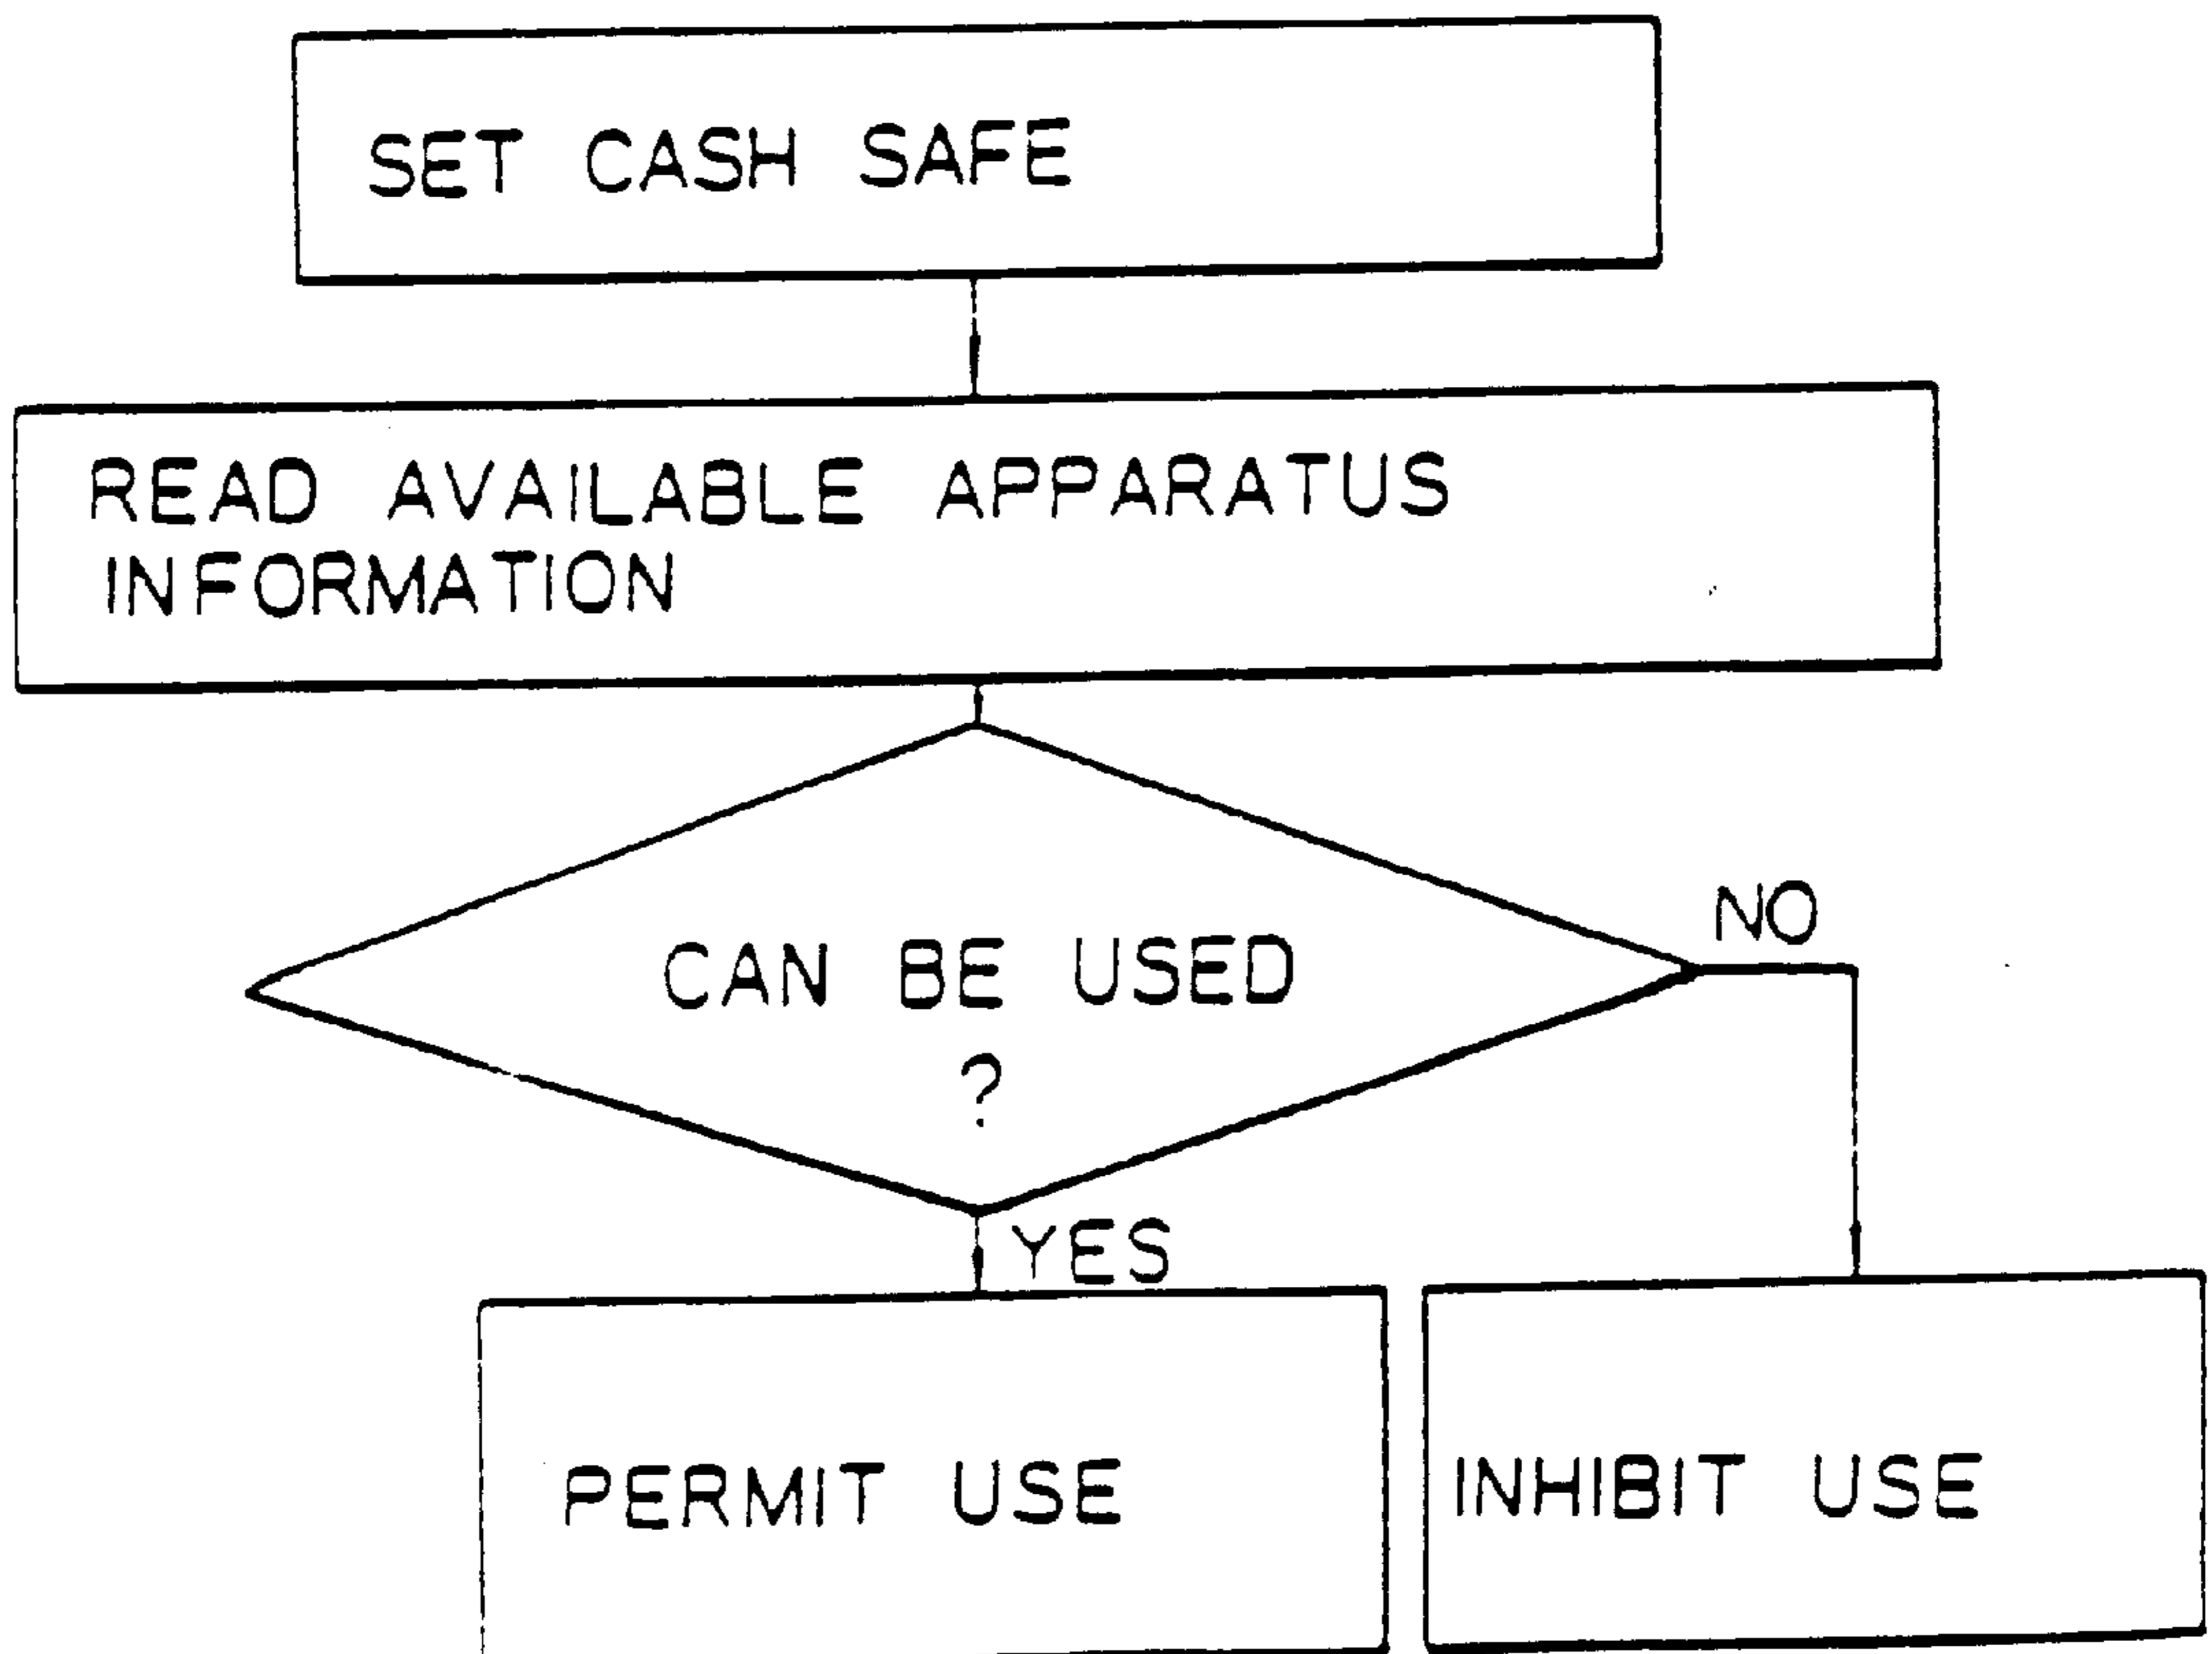 SET CASH SAFE
READ AVAILABLE APPARATUS
INFORMATION
CAN BE USED
?
NO
YES
PERMIT USE
INHIBIT USE